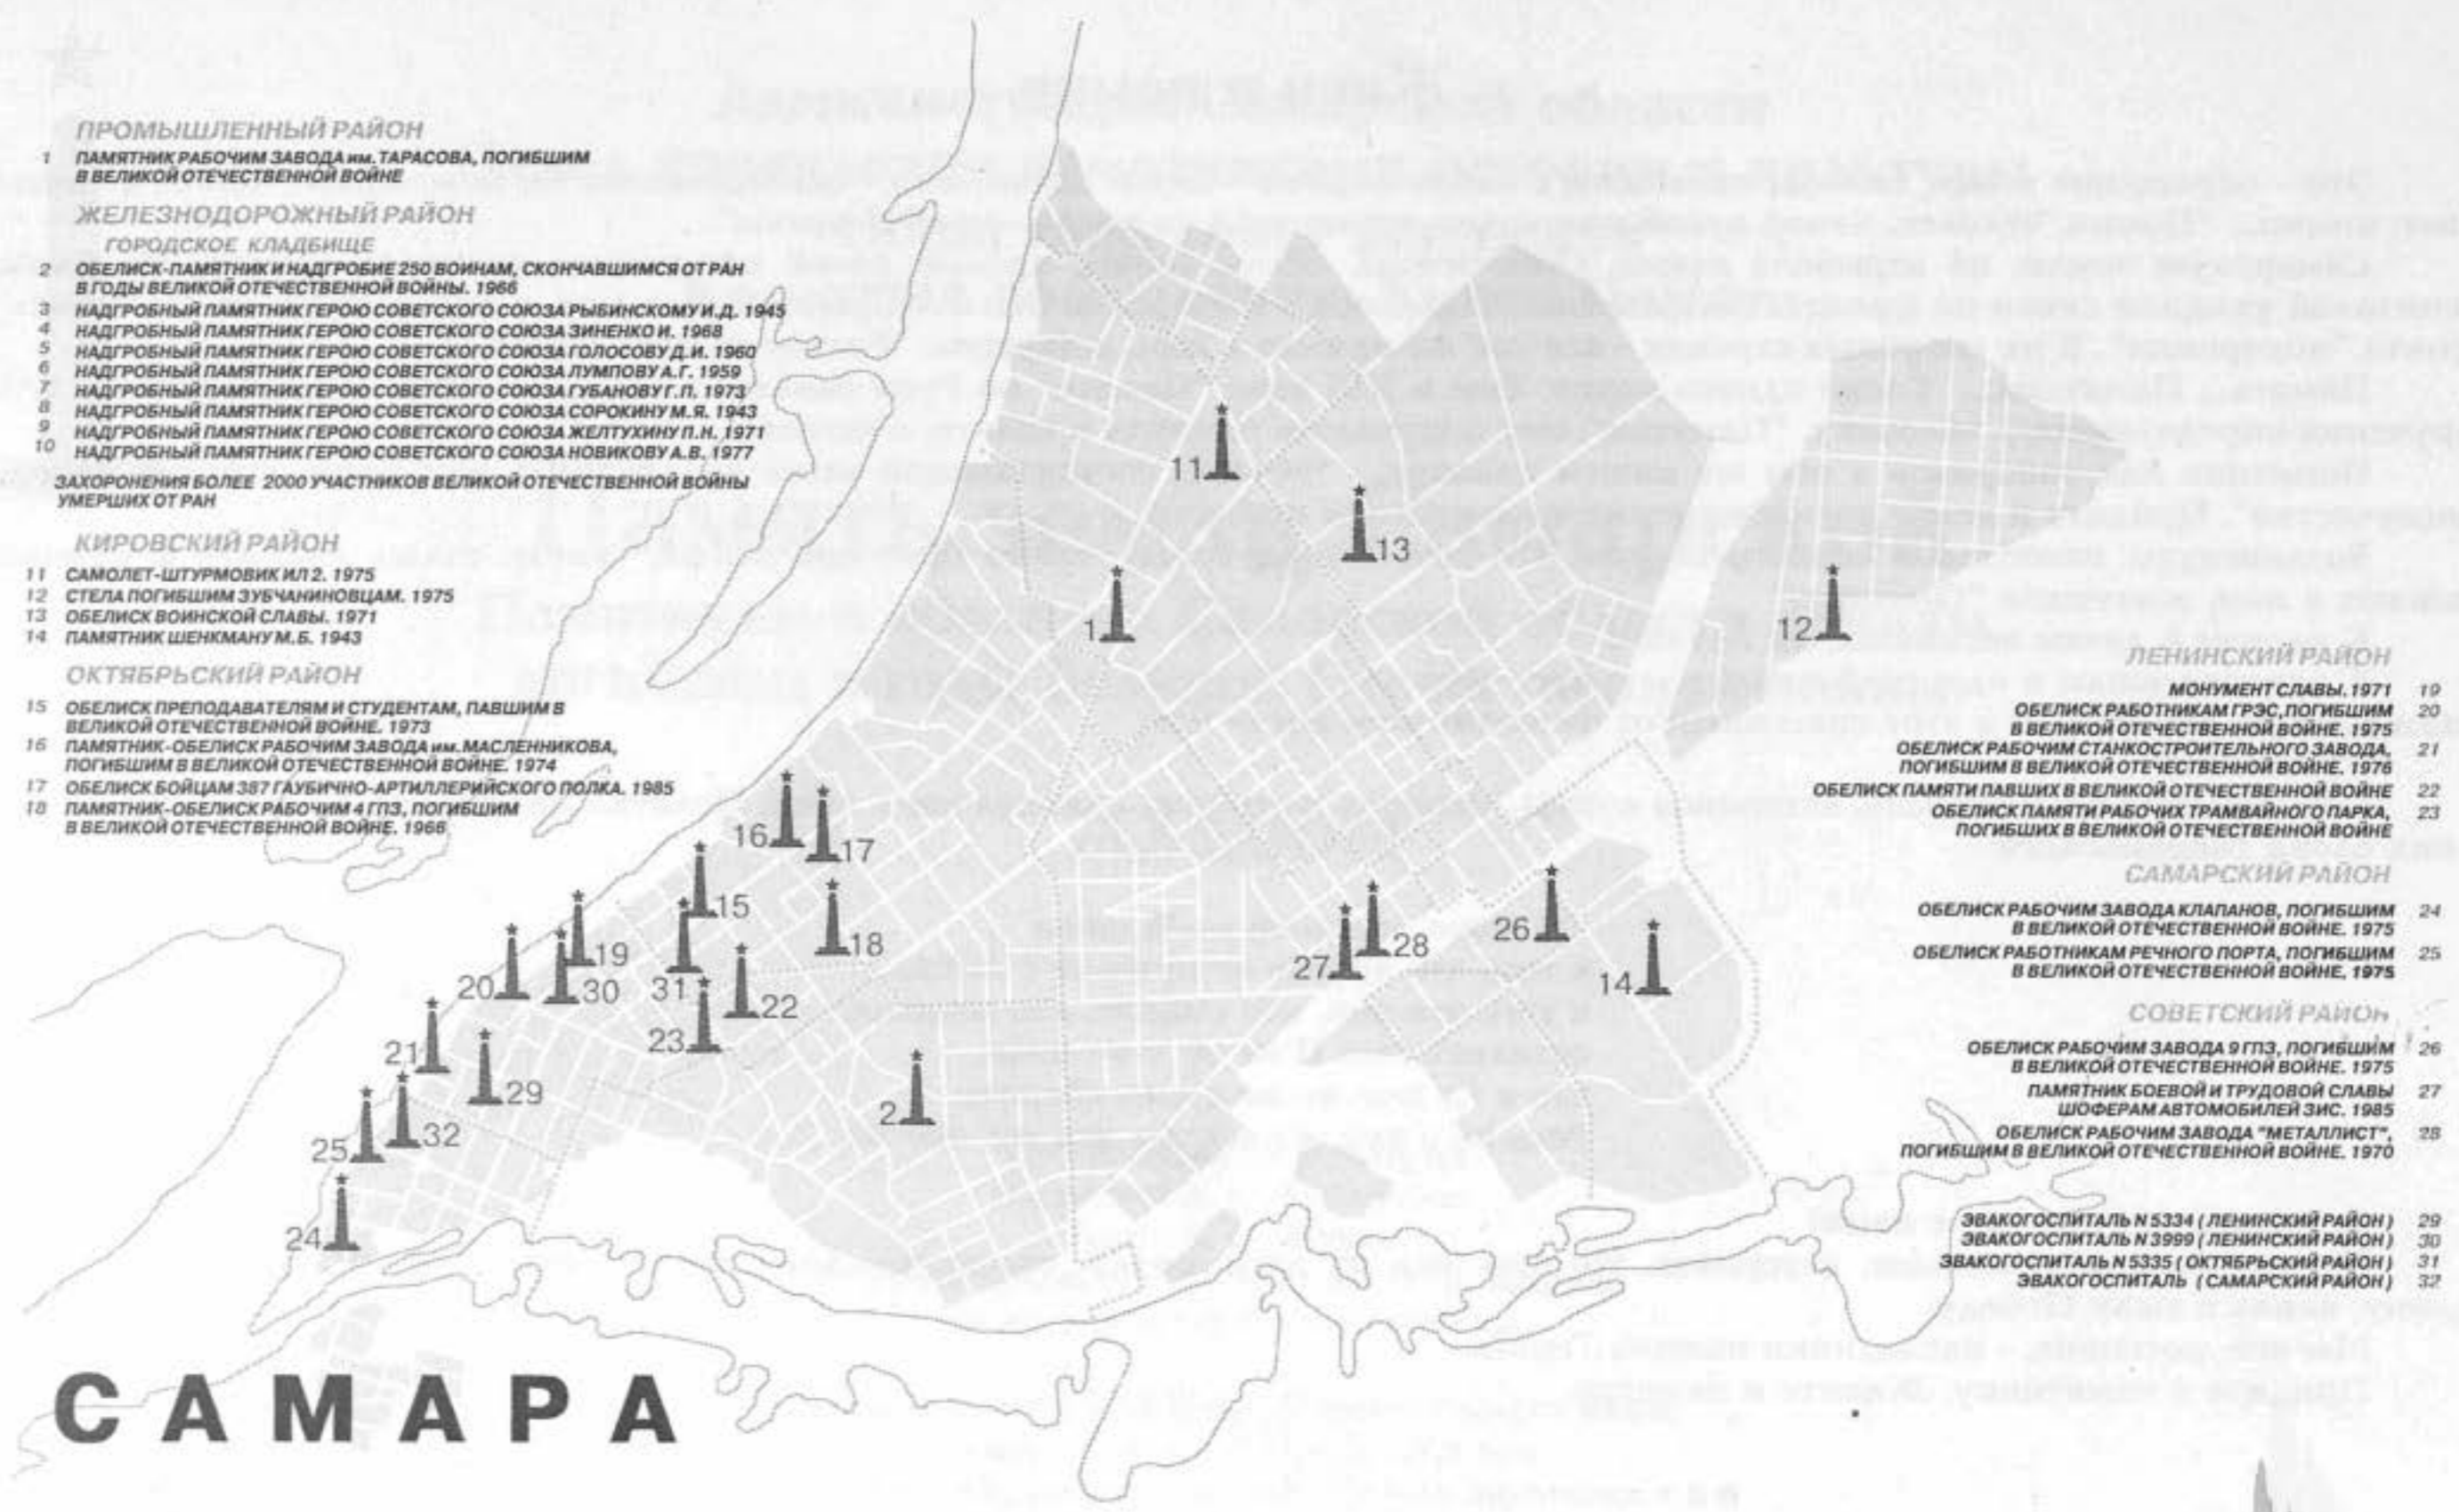 ПРОМЫШЛЕННЫЙ РАЙОН
1 ПАМЯТНИК РАБОЧИМ ЗАВОДА им. ТАРАСОВА, ПОГИБШИМ
В ВЕЛИКОЙ ОТЕЧЕСТВЕННОЙ ВОЙНЕ
ЖЕЛЕЗНОДОРОЖНЫЙ РАЙОН
ГОРОДСКОЕ КЛАДБИЩЕ
2 ОБЕЛИСК-ПАМЯТНИК И НАДГРОБИЕ 250 ВОИНАМ, СКОНЧАВШИМСЯ ОТ РАН
В ГОДЫ ВЕЛИКОЙ ОТЕЧЕСТВЕННОЙ ВОЙНЫ. 1966
3 НАДГРОБНЫЙ ПАМЯТНИК ГЕРОЮ СОВЕТСКОГО СОЮЗА РЫБИНСКОМУ И.Д. 1945
4 НАДГРОБНЫЙ ПАМЯТНИК ГЕРОЮ СОВЕТСКОГО СОЮЗА ЗИНЕНКО И. 1968
5 НАДГРОБНЫЙ ПАМЯТНИК ГЕРОЮ СОВЕТСКОГО СОЮЗА ГОЛОСОВУ Д.И. 1960
6 НАДГРОБНЫЙ ПАМЯТНИК ГЕРОЮ СОВЕТСКОГО СОЮЗА ЛУМПОВУ А.Г. 1959
7 НАДГРОБНЫЙ ПАМЯТНИК ГЕРОЮ СОВЕТСКОГО СОЮЗА ГУБАНОВУ Г.П. 1973
8 НАДГРОБНЫЙ ПАМЯТНИК ГЕРОЮ СОВЕТСКОГО СОЮЗА СОРОКИНУ М.Я. 1943
9 НАДГРОБНЫЙ ПАМЯТНИК ГЕРОЮ СОВЕТСКОГО СОЮЗА ЖЕЛТУХИНУ П.Н. 1971
10 НАДГРОБНЫЙ ПАМЯТНИК ГЕРОЮ СОВЕТСКОГО СОЮЗА НОВИКОВУ А.В. 1977
ЗАХОРОНЕНИЯ БОЛЕЕ 2000 УЧАСТНИКОВ ВЕЛИКОЙ ОТЕЧЕСТВЕННОЙ ВОЙНЫ
УМЕРШИХ ОТ РАН
КИРОВСКИЙ РАЙОН
11 САМОЛЕТ-ШТУРМОВИК ИЛ 2. 1975
12 СТЕЛА ПОГИБШИМ ЗУБЧАНИНОВЦАМ. 1975
13 ОБЕЛИСК ВОИНСКОЙ СЛАВЫ. 1971
14 ПАМЯТНИК ШЕНКМАНУ М.Б. 1943
ОКТЯБРЬСКИЙ РАЙОН
15 ОБЕЛИСК ПРЕПОДАВАТЕЛЯМ И СТУДЕНТАМ, ПАВШИМ В
ВЕЛИКОЙ ОТЕЧЕСТВЕННОЙ ВОЙНЕ. 1973
16 ПАМЯТНИК-ОБЕЛИСК РАБОЧИМ ЗАВОДА им. МАСЛЕННИКОВА,
ПОГИБШИМ В ВЕЛИКОЙ ОТЕЧЕСТВЕННОЙ ВОЙНЕ. 1974
17 ОБЕЛИСК БОЙЦАМ 387 ГАУБИЧНО-АРТИЛЛЕРИЙСКОГО ПОЛКА. 1985
18 ПАМЯТНИК-ОБЕЛИСК РАБОЧИМ 4 ГПЗ, ПОГИБШИМ
В ВЕЛИКОЙ ОТЕЧЕСТВЕННОЙ ВОЙНЕ. 1966
11
13
1
12
16
17
15
18
19
20
30
31
22
23
21
29
25
32
24
2
27
28
26
14
ЛЕНИНСКИЙ РАЙОН
МОНУМЕНТ СЛАВЫ. 1971 19
ОБЕЛИСК РАБОТНИКАМ ГРЭС, ПОГИБШИМ 20
В ВЕЛИКОЙ ОТЕЧЕСТВЕННОЙ ВОЙНЕ. 1975
ОБЕЛИСК РАБОЧИМ СТАНКОСТРОИТЕЛЬНОГО ЗАВОДА, 21
ПОГИБШИМ В ВЕЛИКОЙ ОТЕЧЕСТВЕННОЙ ВОЙНЕ. 1976
ОБЕЛИСК ПАМЯТИ ПАВШИХ В ВЕЛИКОЙ ОТЕЧЕСТВЕННОЙ ВОЙНЕ 22
ОБЕЛИСК ПАМЯТИ РАБОЧИХ ТРАМВАЙНОГО ПАРКА, 23
ПОГИБШИХ В ВЕЛИКОЙ ОТЕЧЕСТВЕННОЙ ВОЙНЕ
САМАРСКИЙ РАЙОН
ОБЕЛИСК РАБОЧИМ ЗАВОДА КЛАПАНОВ, ПОГИБШИМ 24
В ВЕЛИКОЙ ОТЕЧЕСТВЕННОЙ ВОЙНЕ. 1975
ОБЕЛИСК РАБОТНИКАМ РЕЧНОГО ПОРТА, ПОГИБШИМ 25
В ВЕЛИКОЙ ОТЕЧЕСТВЕННОЙ ВОЙНЕ, 1975
СОВЕТСКИЙ РАЙОН
ОБЕЛИСК РАБОЧИМ ЗАВОДА 9 ГПЗ, ПОГИБШИМ 26
В ВЕЛИКОЙ ОТЕЧЕСТВЕННОЙ ВОЙНЕ. 1975
ПАМЯТНИК БОЕВОЙ И ТРУДОВОЙ СЛАВЫ 27
ШОФЕРАМ АВТОМОБИЛЕЙ ЗИС. 1985
ОБЕЛИСК РАБОЧИМ ЗАВОДА "МЕТАЛЛИСТ", 28
ПОГИБШИМ В ВЕЛИКОЙ ОТЕЧЕСТВЕННОЙ ВОЙНЕ. 1970
ЭВАКОГОСПИТАЛЬ N 5334 ( ЛЕНИНСКИЙ РАЙОН ) 29
ЭВАКОГОСПИТАЛЬ N 3999 ( ЛЕНИНСКИЙ РАЙОН ) 30
ЭВАКОГОСПИТАЛЬ N 5335 ( ОКТЯБРЬСКИЙ РАЙОН ) 31
ЭВАКОГОСПИТАЛЬ ( САМАРСКИЙ РАЙОН ) 32
САМАРА